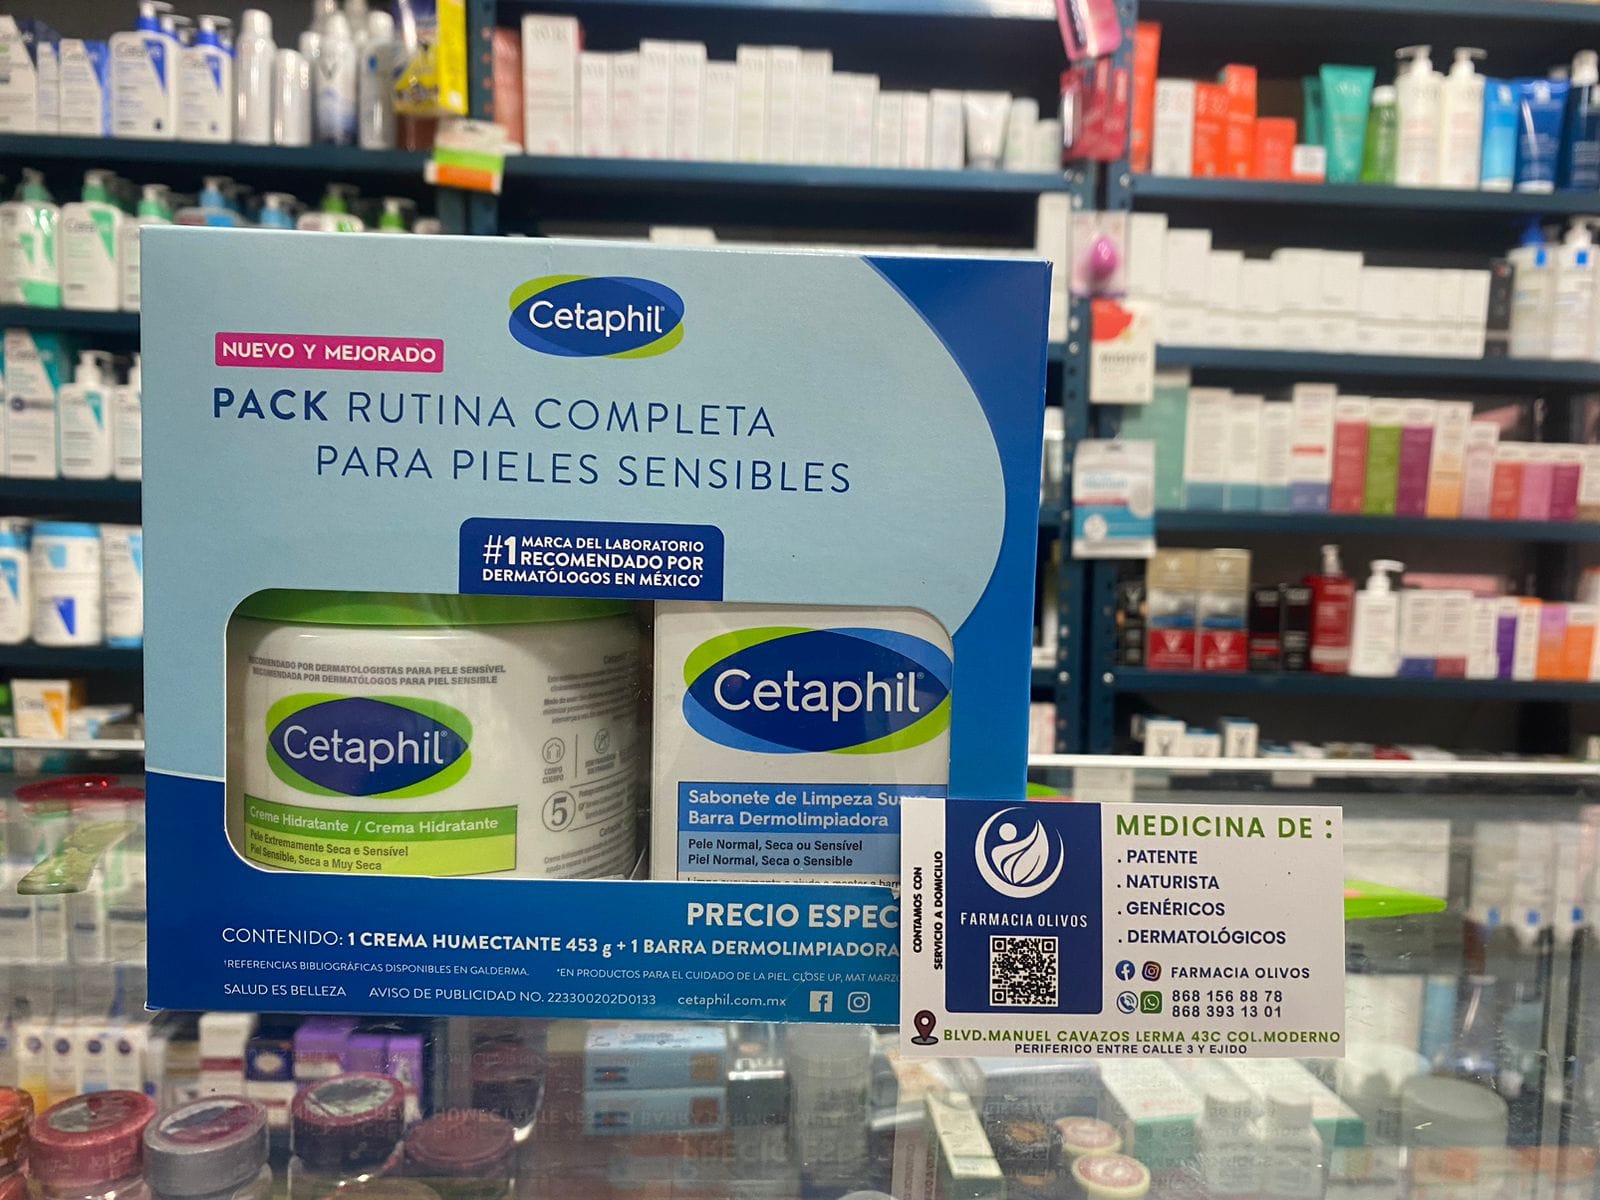 Cetaphil
NUEVO Y MEJORADO
PACK RUTINA COMPLETA
PARA PIELES SENSIBLES
#1 MARCA DEL LABORATORIO
RECOMENDADO POR
DERMATÓLOGOS EN MÉXICO*
RECOMENDADO POR DERMATOLOGISTAS PARA PELE SENSÍVEL
RECOMENDADA POR DERMATÓLOGOS PARA PIEL SENSIBLE
Cetaphil
Creme Hidratante / Crema Hidratante
Pele Extremamente Seca e Sensível
Piel Sensible, Seca a Muy Seca
CORPO
CUERPO
5
Cetaphil
Sabonete de Limpeza
Barra Dermolimpiadora
Pele Normal, Seca ou Sensível
Piel Normal, Seca o Sensible
PRECIO ESPEC
CONTENIDO: 1 CREMA HUMECTANTE 453 g + 1 BARRA DERMOLIMPIADORA
¹REFERENCIAS BIBLIOGRÁFICAS DISPONIBLES EN GALDERMA. *EN PRODUCTOS PARA EL CUIDADO DE LA PIEL, CLOSE UP, MAT
SALUD ES BELLEZA AVISO DE PUBLICIDAD NO. 223300202D0133 cetaphil.com.mx
CONTAMOS CON
SERVICIO A DOMICILIO
FARMACIA OLIVOS
MEDICINA DE :
. PATENTE
. NATURISTA
. GENÉRICOS
. DERMATOLÓGICOS
FARMACIA OLIVOS
868 156 88 78
868 393 13 01
BLVD.MANUEL CAVAZOS LERMA 43C COL.MODERNO
PERIFERICO ENTRE CALLE 3 Y EJIDO